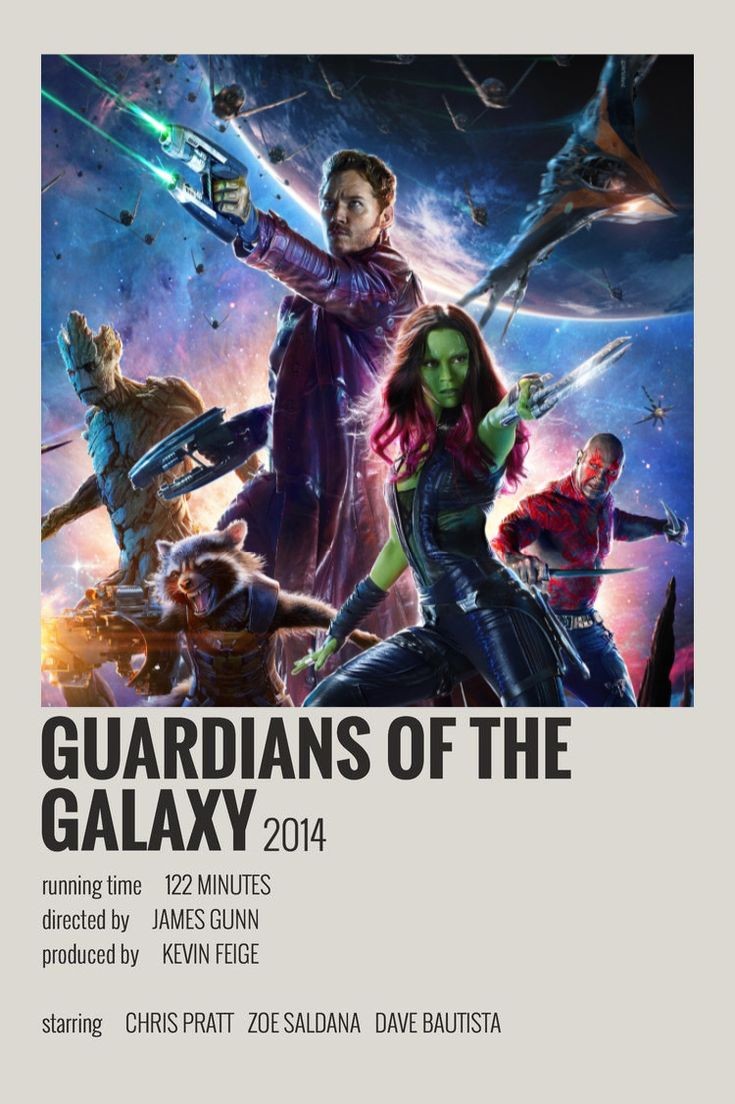 GUARDIANS OF THE
GALAXY 2014
running time 122 MINUTES
directed by JAMES GUNN
produced by KEVIN FEIGE
starring CHRIS PRATT ZOE SALDANA DAVE BAUTISTA